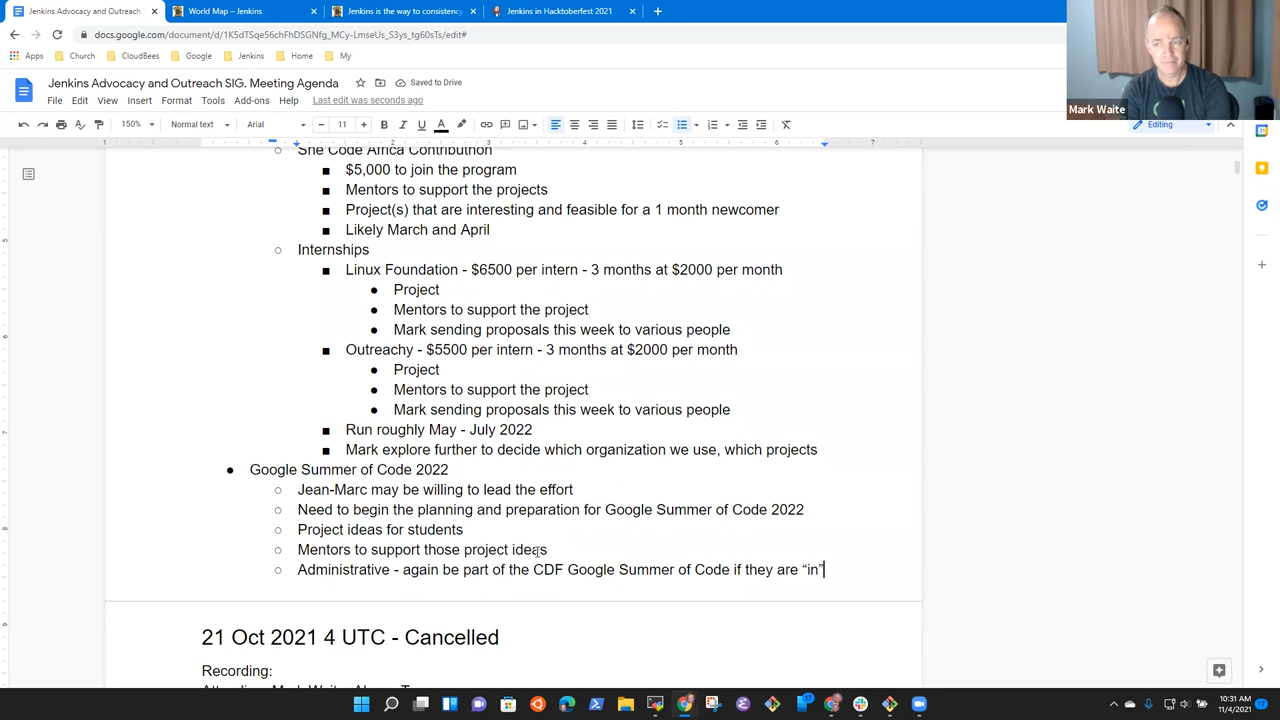 Jenkins Advocacy and Outreach
World Map – Jenkins
Jenkins is the way to consistency
Jenkins in Hacktoberfest 2021
docs.google.com/document/d/1K5dTSqe56chFhDSGNfg_MCy-LmseUs_S3ys_tg60sTs/edit#
Apps
Church
CloudBees
Google
Jenkins
Home
My
Jenkins Advocacy and Outreach SIG. Meeting Agenda
Saved to Drive
File Edit View Insert Format Tools Add-ons Help Last edit was seconds ago
Mark Waite
150% Normal text Arial 11 Editing
She Code Africa Contribution
$5,000 to join the program
Mentors to support the projects
Project(s) that are interesting and feasible for a 1 month newcomer
Likely March and April
Internships
Linux Foundation - $6500 per intern - 3 months at $2000 per month
Project
Mentors to support the project
Mark sending proposals this week to various people
Outreachy - $5500 per intern - 3 months at $2000 per month
Project
Mentors to support the project
Mark sending proposals this week to various people
Run roughly May - July 2022
Mark explore further to decide which organization we use, which projects
Google Summer of Code 2022
Jean-Marc may be willing to lead the effort
Need to begin the planning and preparation for Google Summer of Code 2022
Project ideas for students
Mentors to support those project ideas
Administrative - again be part of the CDF Google Summer of Code if they are “in”
21 Oct 2021 4 UTC - Cancelled
Recording:
10:31 AM
11/4/2021